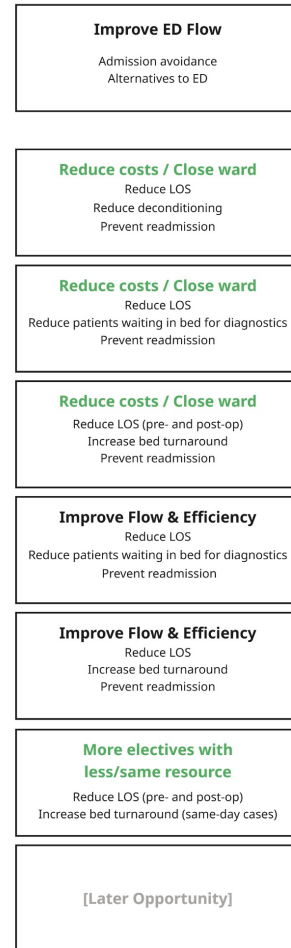 Improve ED Flow
Admission avoidance
Alternatives to ED
Reduce costs / Close ward
Reduce LOS
Reduce deconditioning
Prevent readmission
Reduce costs / Close ward
Reduce LOS
Reduce patients waiting in bed for diagnostics
Prevent readmission
Reduce costs / Close ward
Reduce LOS (pre- and post-op)
Increase bed turnaround
Prevent readmission
Improve Flow & Efficiency
Reduce LOS
Reduce patients waiting in bed for diagnostics
Prevent readmission
Improve Flow & Efficiency
Reduce LOS
Increase bed turnaround
Prevent readmission
More electives with
less/same resource
Reduce LOS (pre- and post-op)
Increase bed turnaround (same-day cases)
[Later Opportunity]